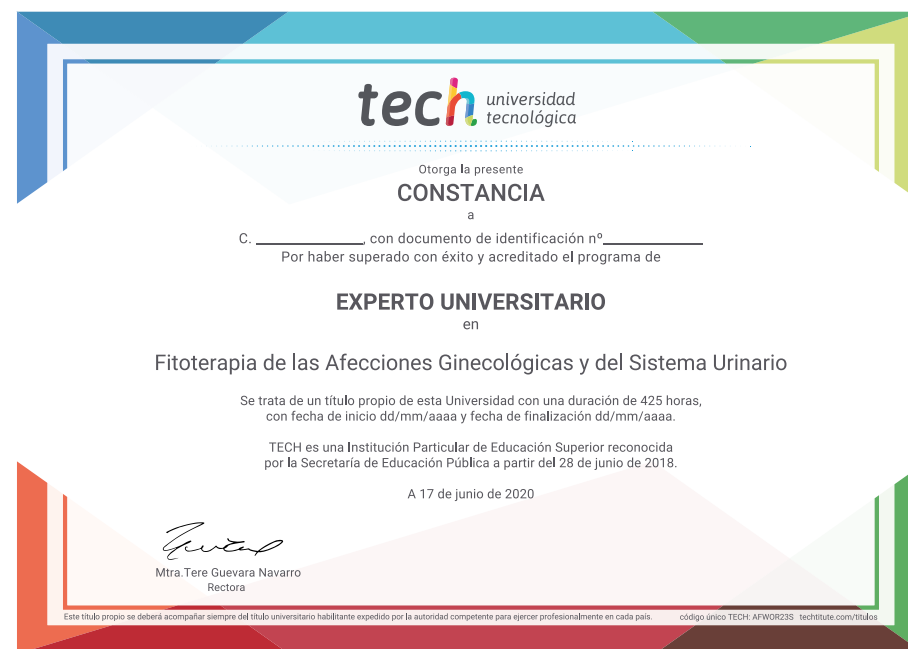 tech universidad
tecnológica
Otorga la presente
CONSTANCIA
a
C. ____________, con documento de identificación nº____________
Por haber superado con éxito y acreditado el programa de
EXPERTO UNIVERSITARIO
en
Fitoterapia de las Afecciones Ginecológicas y del Sistema Urinario
Se trata de un título propio de esta Universidad con una duración de 425 horas,
con fecha de inicio dd/mm/aaaa y fecha de finalización dd/mm/aaaa.
TECH es una Institución Particular de Educación Superior reconocida
por la Secretaría de Educación Pública a partir del 28 de junio de 2018.
A 17 de junio de 2020
Mtra.Tere Guevara Navarro
Rectora
Este título propio se deberá acompañar siempre del título universitario habilitante expedido por la autoridad competente para ejercer profesionalmente en cada país. código único TECH: AFWOR23S techtitute.com/titulos